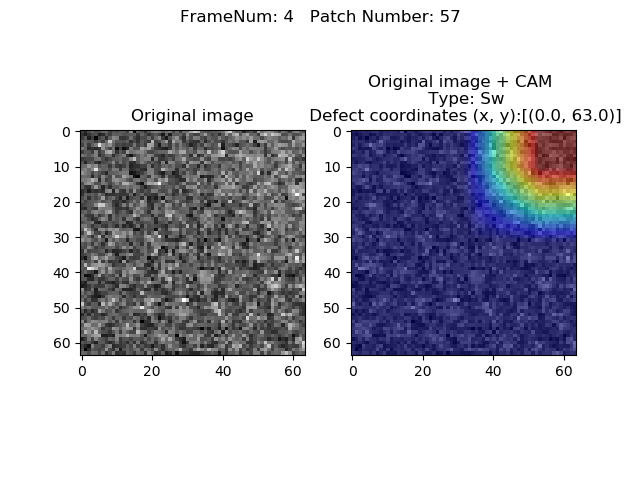 FrameNum: 4   Patch Number: 57
Original image
Original image + CAM
Type: Sw
Defect coordinates (x, y):[(0.0, 63.0)]
0
10
20
30
40
50
60
0 20 40 60
0
10
20
30
40
50
60
0 20 40 60